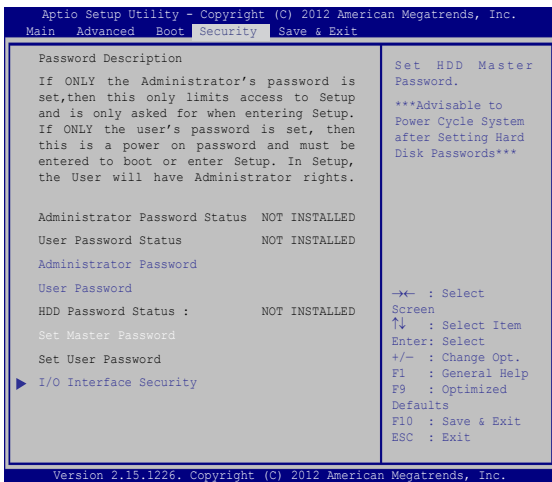 Aptio Setup Utility - Copyright (C) 2012 American Megatrends, Inc.
Main Advanced Boot Security Save & Exit
Password Description
If ONLY the Administrator's password is
set,then this only limits access to Setup
and is only asked for when entering Setup.
If ONLY the user's password is set, then
this is a power on password and must be
entered to boot or enter Setup. In Setup,
the User will have Administrator rights.
Administrator Password Status NOT INSTALLED
User Password Status NOT INSTALLED
Administrator Password
User Password
HDD Password Status : NOT INSTALLED
Set Master Password
Set User Password
I/O Interface Security
Set HDD Master
Password.
***Advisable to
Power Cycle System
after Setting Hard
Disk Passwords***
→← : Select
Screen
↑↓ : Select Item
Enter: Select
+/— : Change Opt.
F1 : General Help
F9 : Optimized
Defaults
F10 : Save & Exit
ESC : Exit
Version 2.15.1226. Copyright (C) 2012 American Megatrends, Inc.